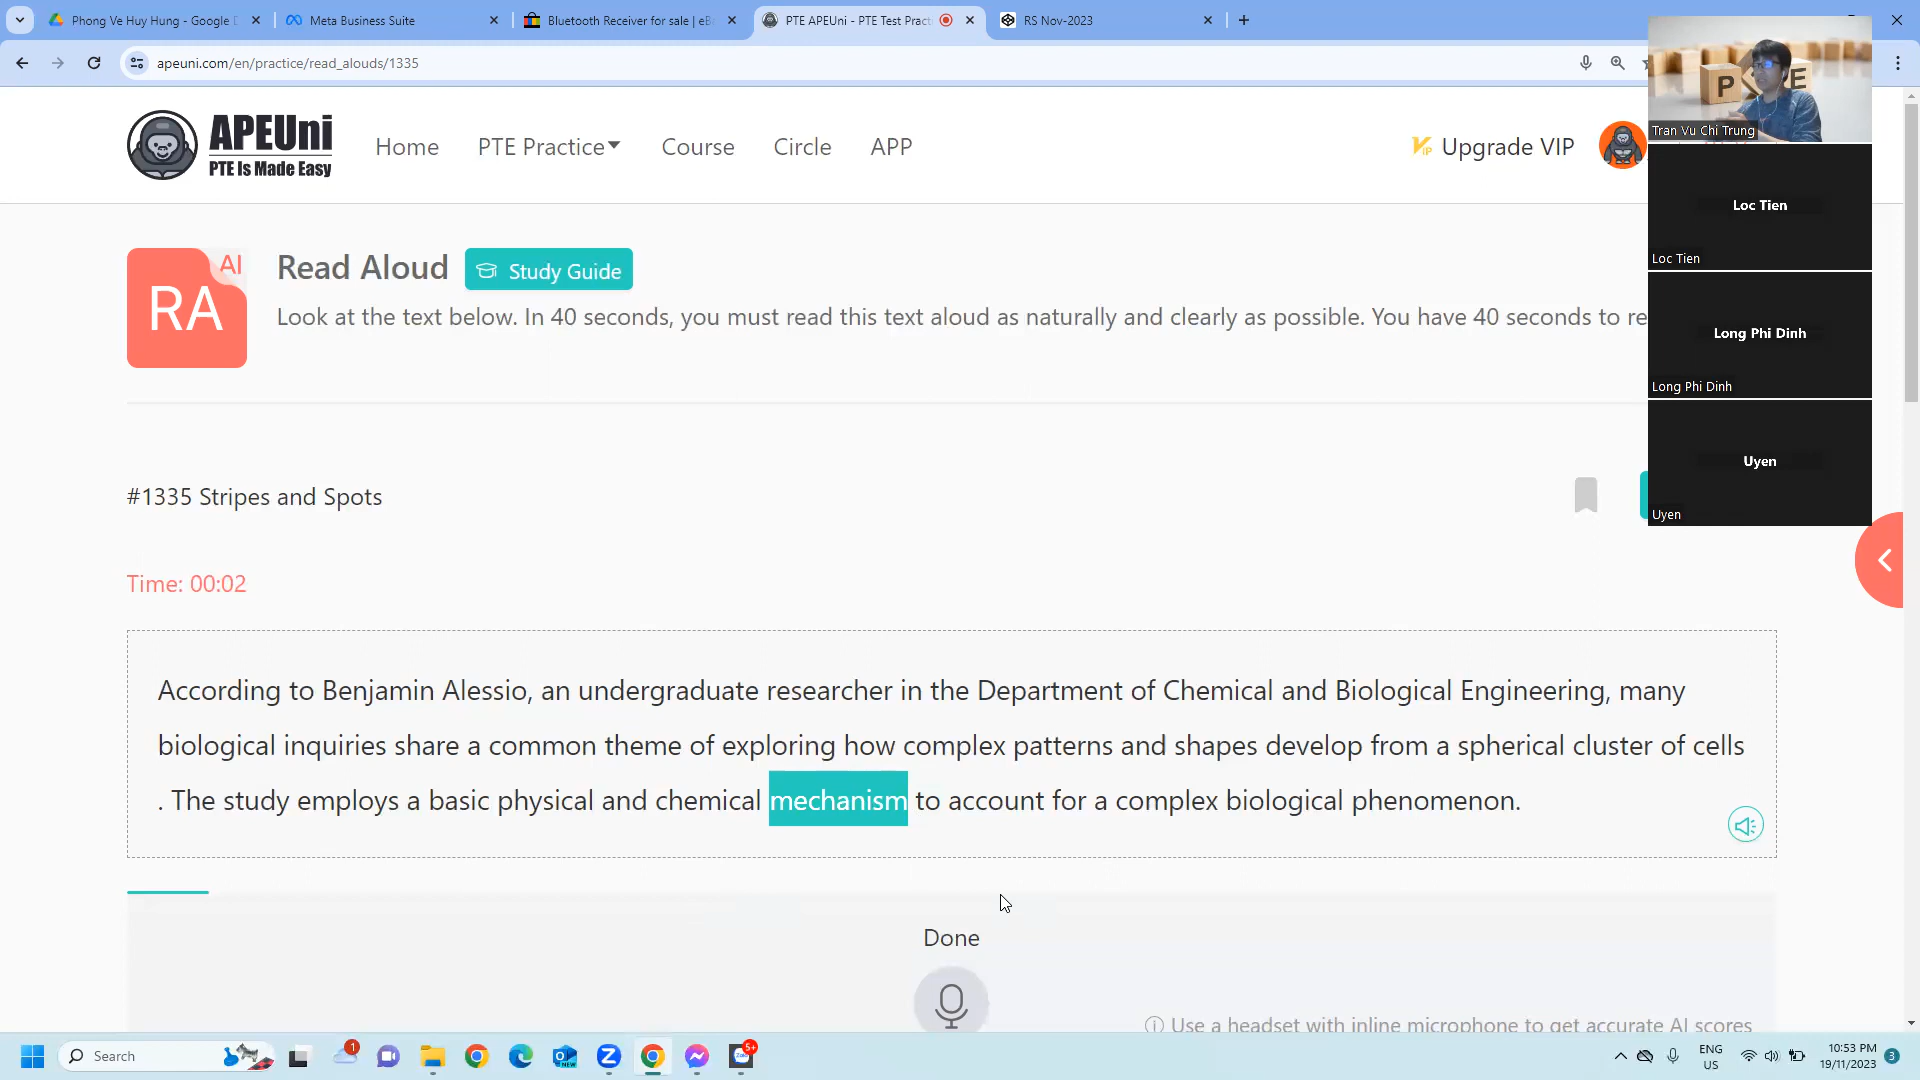 Phong Ve Huy Hung - Google D
Meta Business Suite
Bluetooth Receiver for sale | eB
PTE APEUni - PTE Test Practi
RS Nov-2023
apeuni.com/en/practice/read_alouds/1335
APEUni
PTE Is Made Easy
Home
PTE Practice
Course
Circle
APP
VIP
Upgrade VIP
P E
Tran Vu Chi Trung
Loc Tien
Loc Tien
Long Phi Dinh
Long Phi Dinh
Uyen
Uyen
AI
RA
Read Aloud
Study Guide
Look at the text below. In 40 seconds, you must read this text aloud as naturally and clearly as possible. You have 40 seconds to re
#1335 Stripes and Spots
Time: 00:02
According to Benjamin Alessio, an undergraduate researcher in the Department of Chemical and Biological Engineering, many
biological inquiries share a common theme of exploring how complex patterns and shapes develop from a spherical cluster of cells
. The study employs a basic physical and chemical mechanism to account for a complex biological phenomenon.
Done
Use a headset with inline microphone to get accurate AI scores
Search
1
NEW
Zalo
5+
ENG
US
10:53 PM
19/11/2023
3